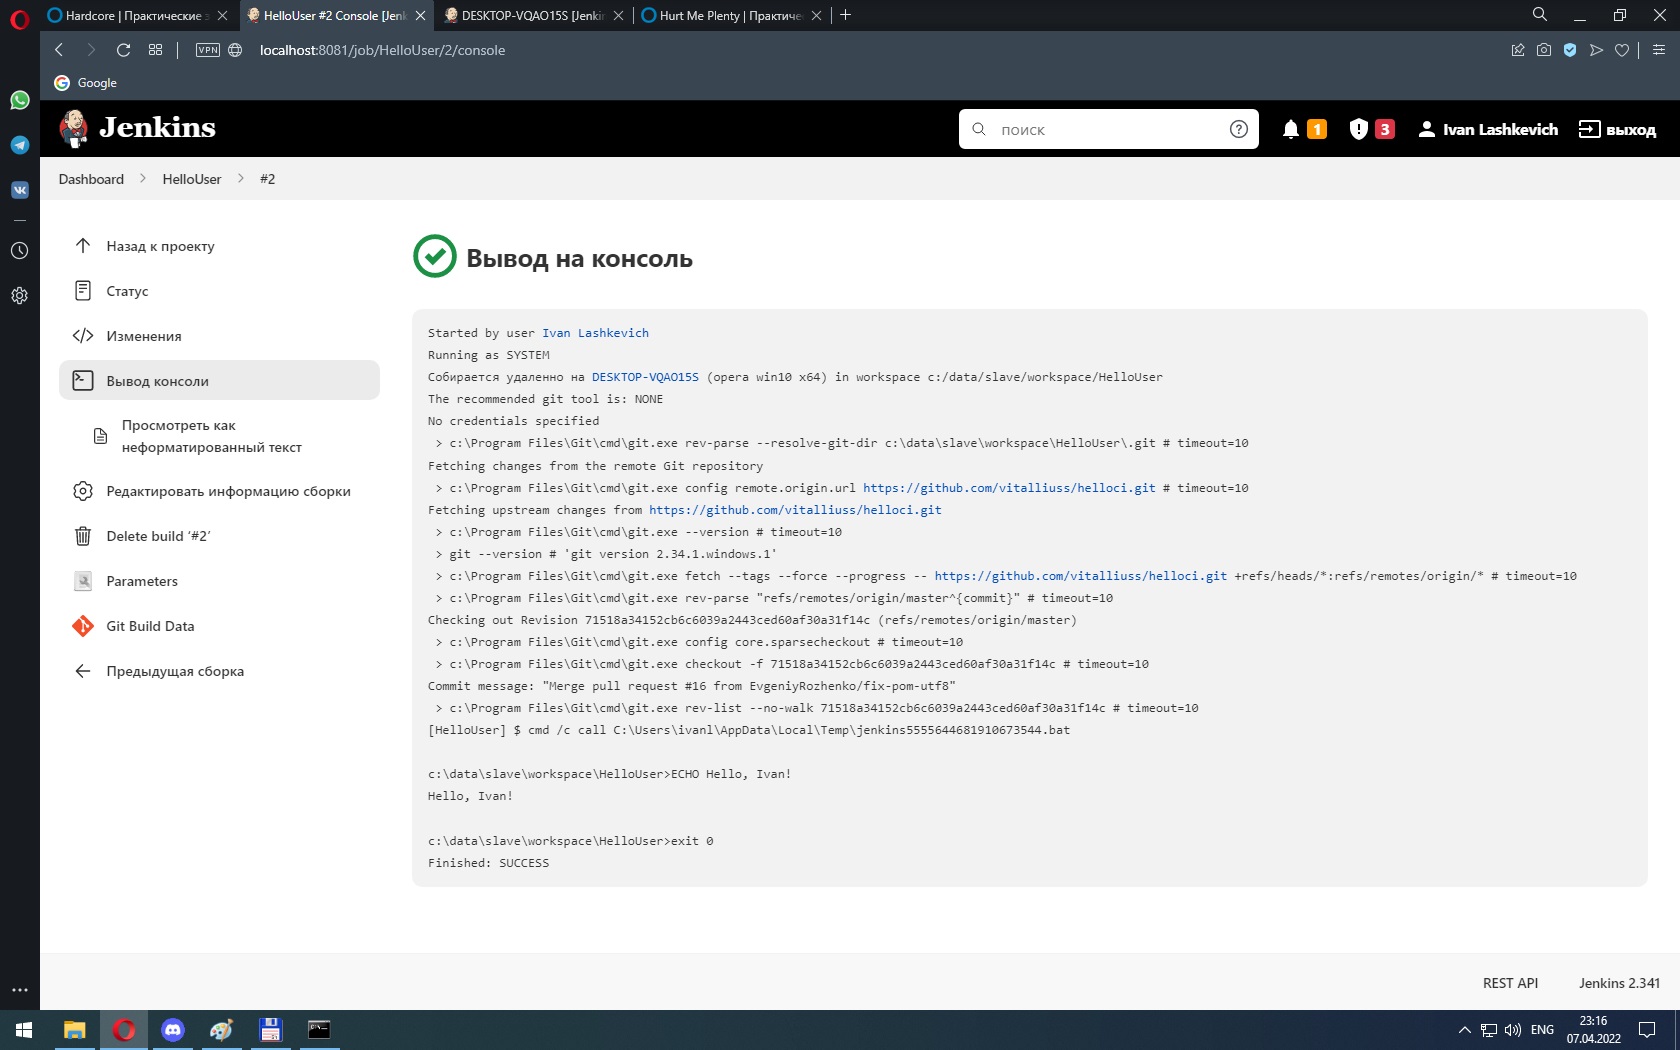 Hardcore | Практические з
HelloUser #2 Console [Jenk
DESKTOP-VQAO15S [Jenkin
Hurt Me Plenty | Практичес
VPN
localhost:8081/job/HelloUser/2/console
Google
Jenkins
поиск
1
3
Ivan Lashkevich
выход
Dashboard
HelloUser
#2
Назад к проекту
Статус
Изменения
Вывод консоли
Просмотреть как
неформатированный текст
Редактировать информацию сборки
Delete build ‘#2’
Parameters
Git Build Data
Предыдущая сборка
Вывод на консоль
Started by user Ivan Lashkevich
Running as SYSTEM
Собирается удаленно на DESKTOP-VQAO15S (opera win10 x64) in workspace c:/data/slave/workspace/HelloUser
The recommended git tool is: NONE
No credentials specified
> c:\Program Files\Git\cmd\git.exe rev-parse --resolve-git-dir c:\data\slave\workspace\HelloUser\.git # timeout=10
Fetching changes from the remote Git repository
> c:\Program Files\Git\cmd\git.exe config remote.origin.url https://github.com/vitalliuss/helloci.git # timeout=10
Fetching upstream changes from https://github.com/vitalliuss/helloci.git
> c:\Program Files\Git\cmd\git.exe --version # timeout=10
> git --version # 'git version 2.34.1.windows.1'
> c:\Program Files\Git\cmd\git.exe fetch --tags --force --progress -- https://github.com/vitalliuss/helloci.git +refs/heads/*:refs/remotes/origin/* # timeout=10
> c:\Program Files\Git\cmd\git.exe rev-parse "refs/remotes/origin/master^{commit}" # timeout=10
Checking out Revision 71518a34152cb6c6039a2443ced60af30a31f14c (refs/remotes/origin/master)
> c:\Program Files\Git\cmd\git.exe config core.sparsecheckout # timeout=10
> c:\Program Files\Git\cmd\git.exe checkout -f 71518a34152cb6c6039a2443ced60af30a31f14c # timeout=10
Commit message: "Merge pull request #16 from EvgeniyRozhenko/fix-pom-utf8"
> c:\Program Files\Git\cmd\git.exe rev-list --no-walk 71518a34152cb6c6039a2443ced60af30a31f14c # timeout=10
[HelloUser] $ cmd /c call C:\Users\ivanl\AppData\Local\Temp\jenkins5555644681910673544.bat
c:\data\slave\workspace\HelloUser>ECHO Hello, Ivan!
Hello, Ivan!
c:\data\slave\workspace\HelloUser>exit 0
Finished: SUCCESS
REST API
Jenkins 2.341
ENG
23:16
07.04.2022